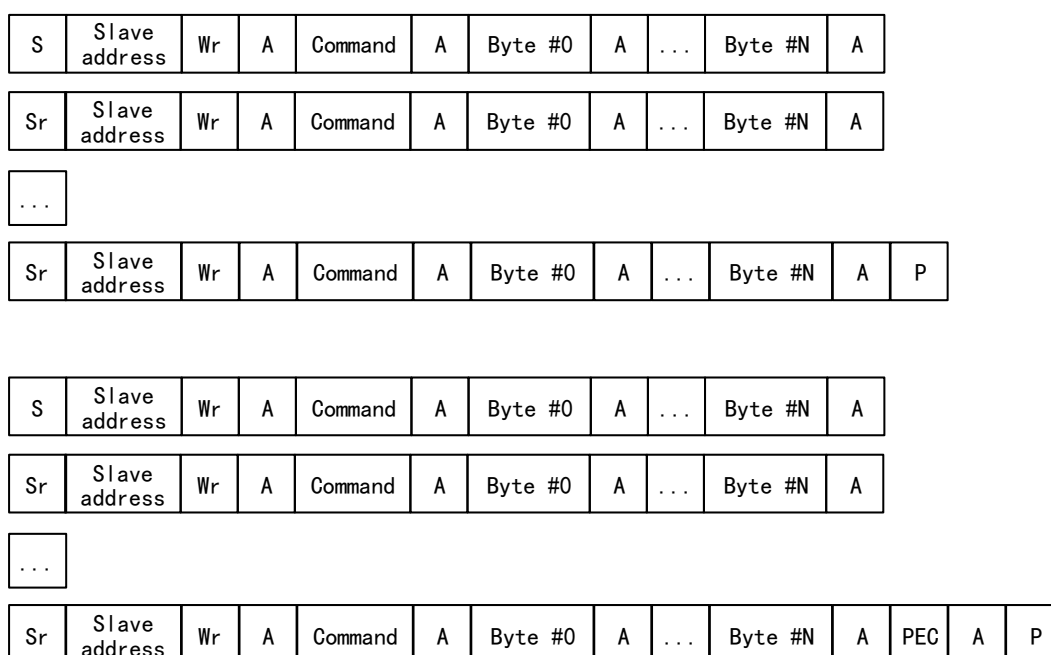 S Slave address Wr A Command A Byte #0 A ... Byte #N A
Sr Slave address Wr A Command A Byte #0 A ... Byte #N A
...
Sr Slave address Wr A Command A Byte #0 A ... Byte #N A P
S Slave address Wr A Command A Byte #0 A ... Byte #N A
Sr Slave address Wr A Command A Byte #0 A ... Byte #N A
...
Sr Slave address Wr A Command A Byte #0 A ... Byte #N A PEC A P